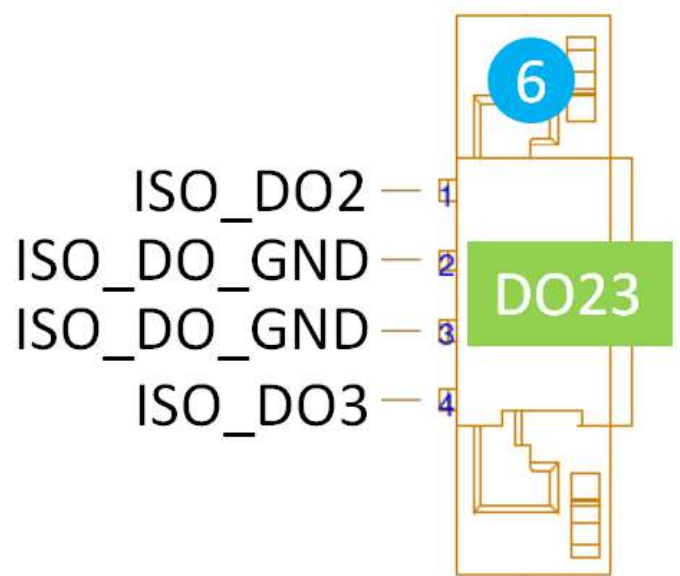 6
ISO_DO2 1
ISO_DO_GND 2
DO23
ISO_DO_GND 3
ISO_DO3 4